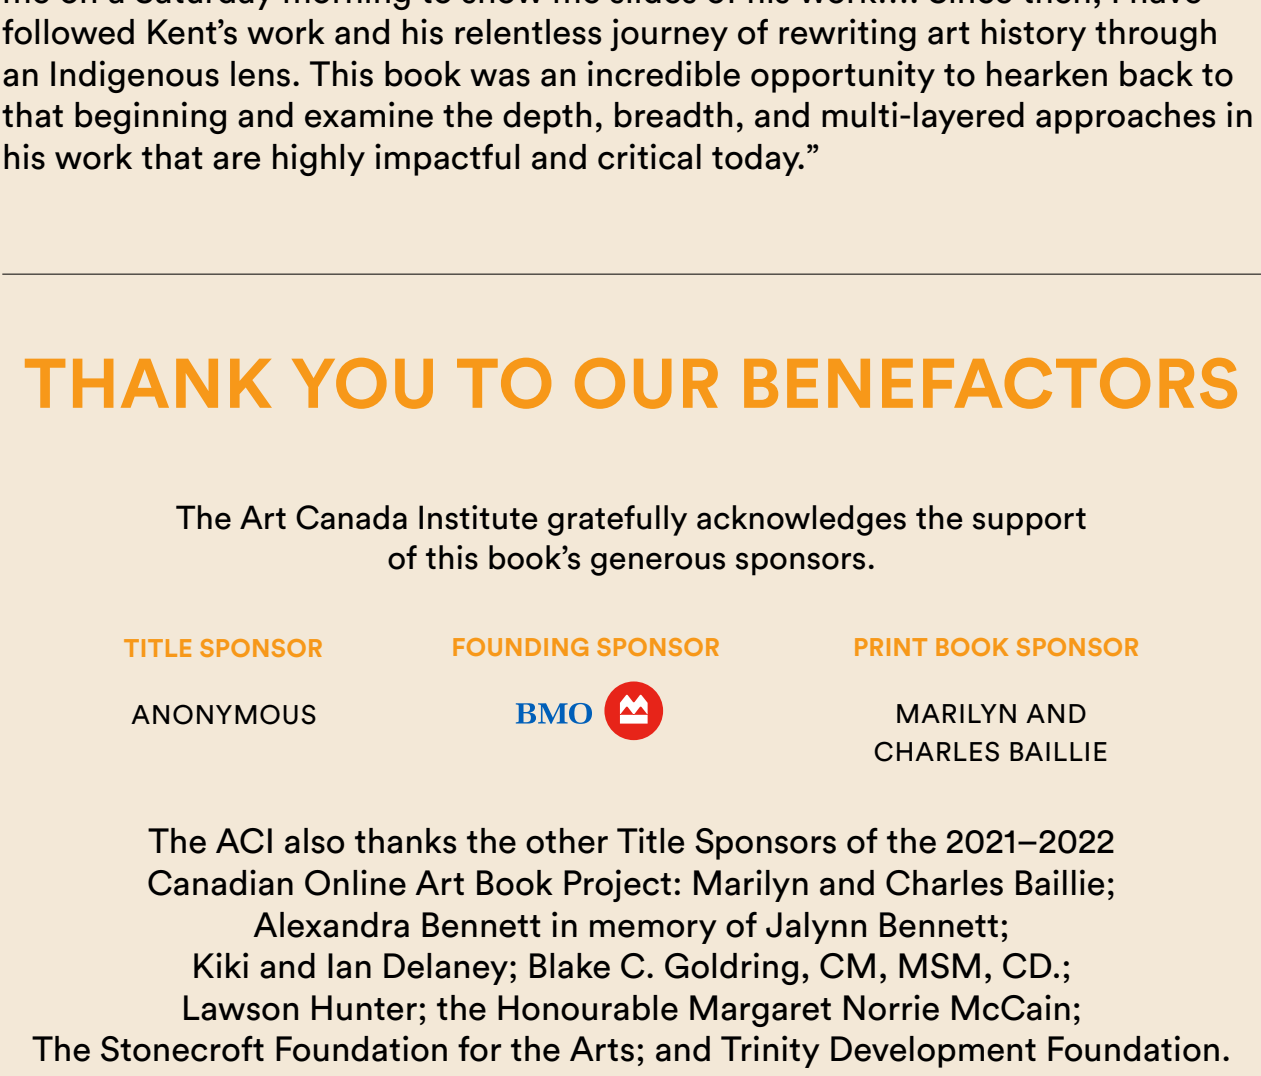 followed Kent’s work and his relentless journey of rewriting art history through
an Indigenous lens. This book was an incredible opportunity to hearken back to
that beginning and examine the depth, breadth, and multi-layered approaches in
his work that are highly impactful and critical today.”
THANK YOU TO OUR BENEFACTORS
The Art Canada Institute gratefully acknowledges the support
of this book’s generous sponsors.
TITLE SPONSOR
ANONYMOUS
FOUNDING SPONSOR
BMO
PRINT BOOK SPONSOR
MARILYN AND
CHARLES BAILLIE
The ACI also thanks the other Title Sponsors of the 2021–2022
Canadian Online Art Book Project: Marilyn and Charles Baillie;
Alexandra Bennett in memory of Jalynn Bennett;
Kiki and Ian Delaney; Blake C. Goldring, CM, MSM, CD.;
Lawson Hunter; the Honourable Margaret Norrie McCain;
The Stonecroft Foundation for the Arts; and Trinity Development Foundation.